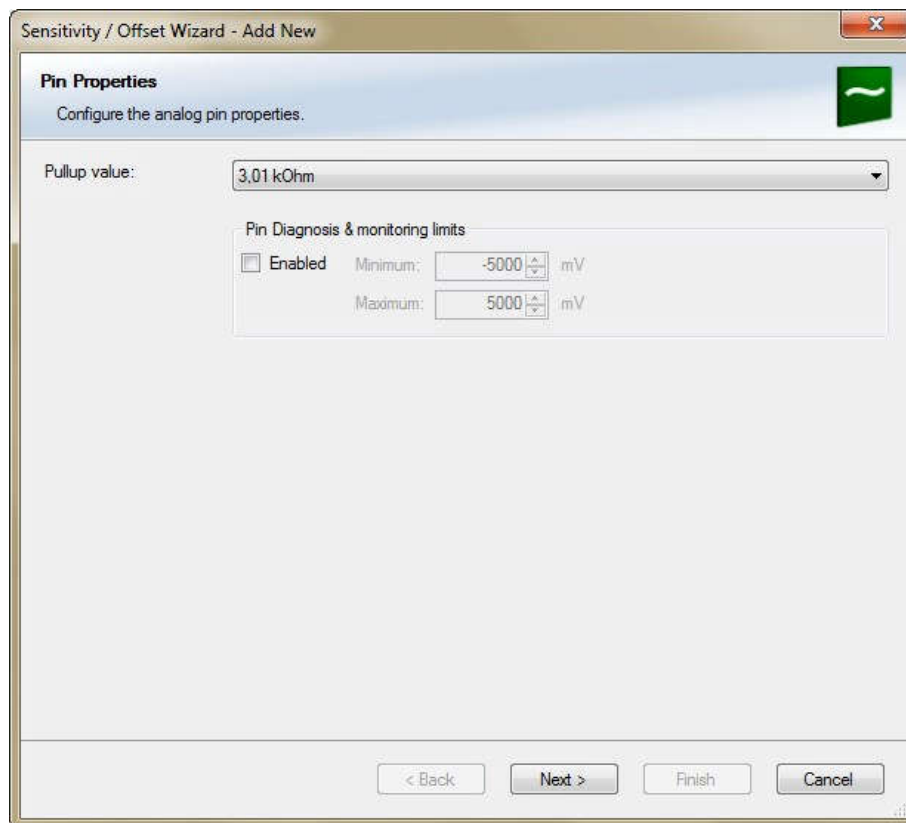 Sensitivity / Offset Wizard - Add New
Pin Properties
Configure the analog pin properties.
Pullup value: 3,01 kOhm
Pin Diagnosis & monitoring limits
Enabled Minimum: -5000 mV
Maximum: 5000 mV
< Back Next > Finish Cancel